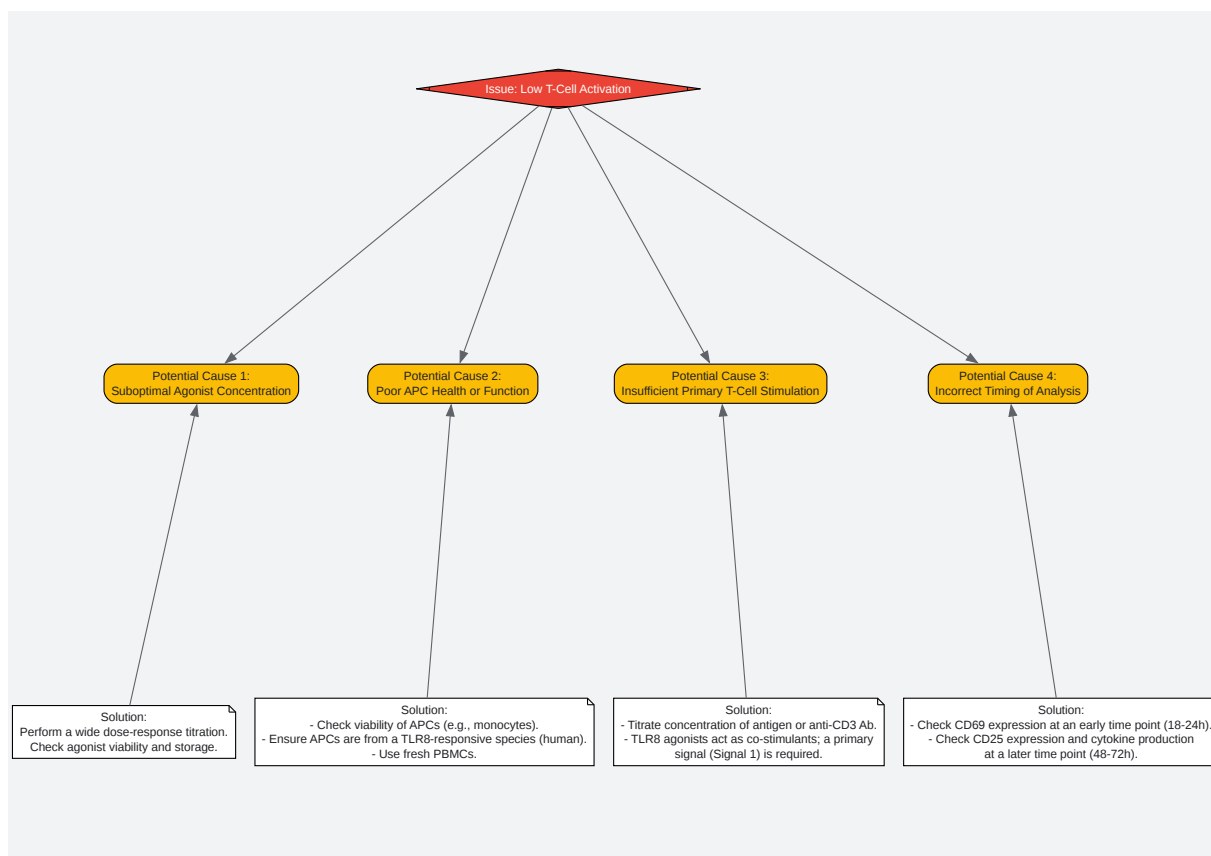 Issue: Low T-Cell Activation
Potential Cause 1:
Suboptimal Agonist Concentration
Potential Cause 2:
Poor APC Health or Function
Potential Cause 3:
Insufficient Primary T-Cell Stimulation
Potential Cause 4:
Incorrect Timing of Analysis
Solution:
Perform a wide dose-response titration.
Check agonist viability and storage.
Solution:
- Check viability of APCs (e.g., monocytes).
- Ensure APCs are from a TLR8-responsive species (human).
- Use fresh PBMCs.
Solution:
- Titrate concentration of antigen or anti-CD3 Ab.
- TLR8 agonists act as co-stimulants; a primary
signal (Signal 1) is required.
Solution:
- Check CD69 expression at an early time point (18-24h).
- Check CD25 expression and cytokine production
at a later time point (48-72h).